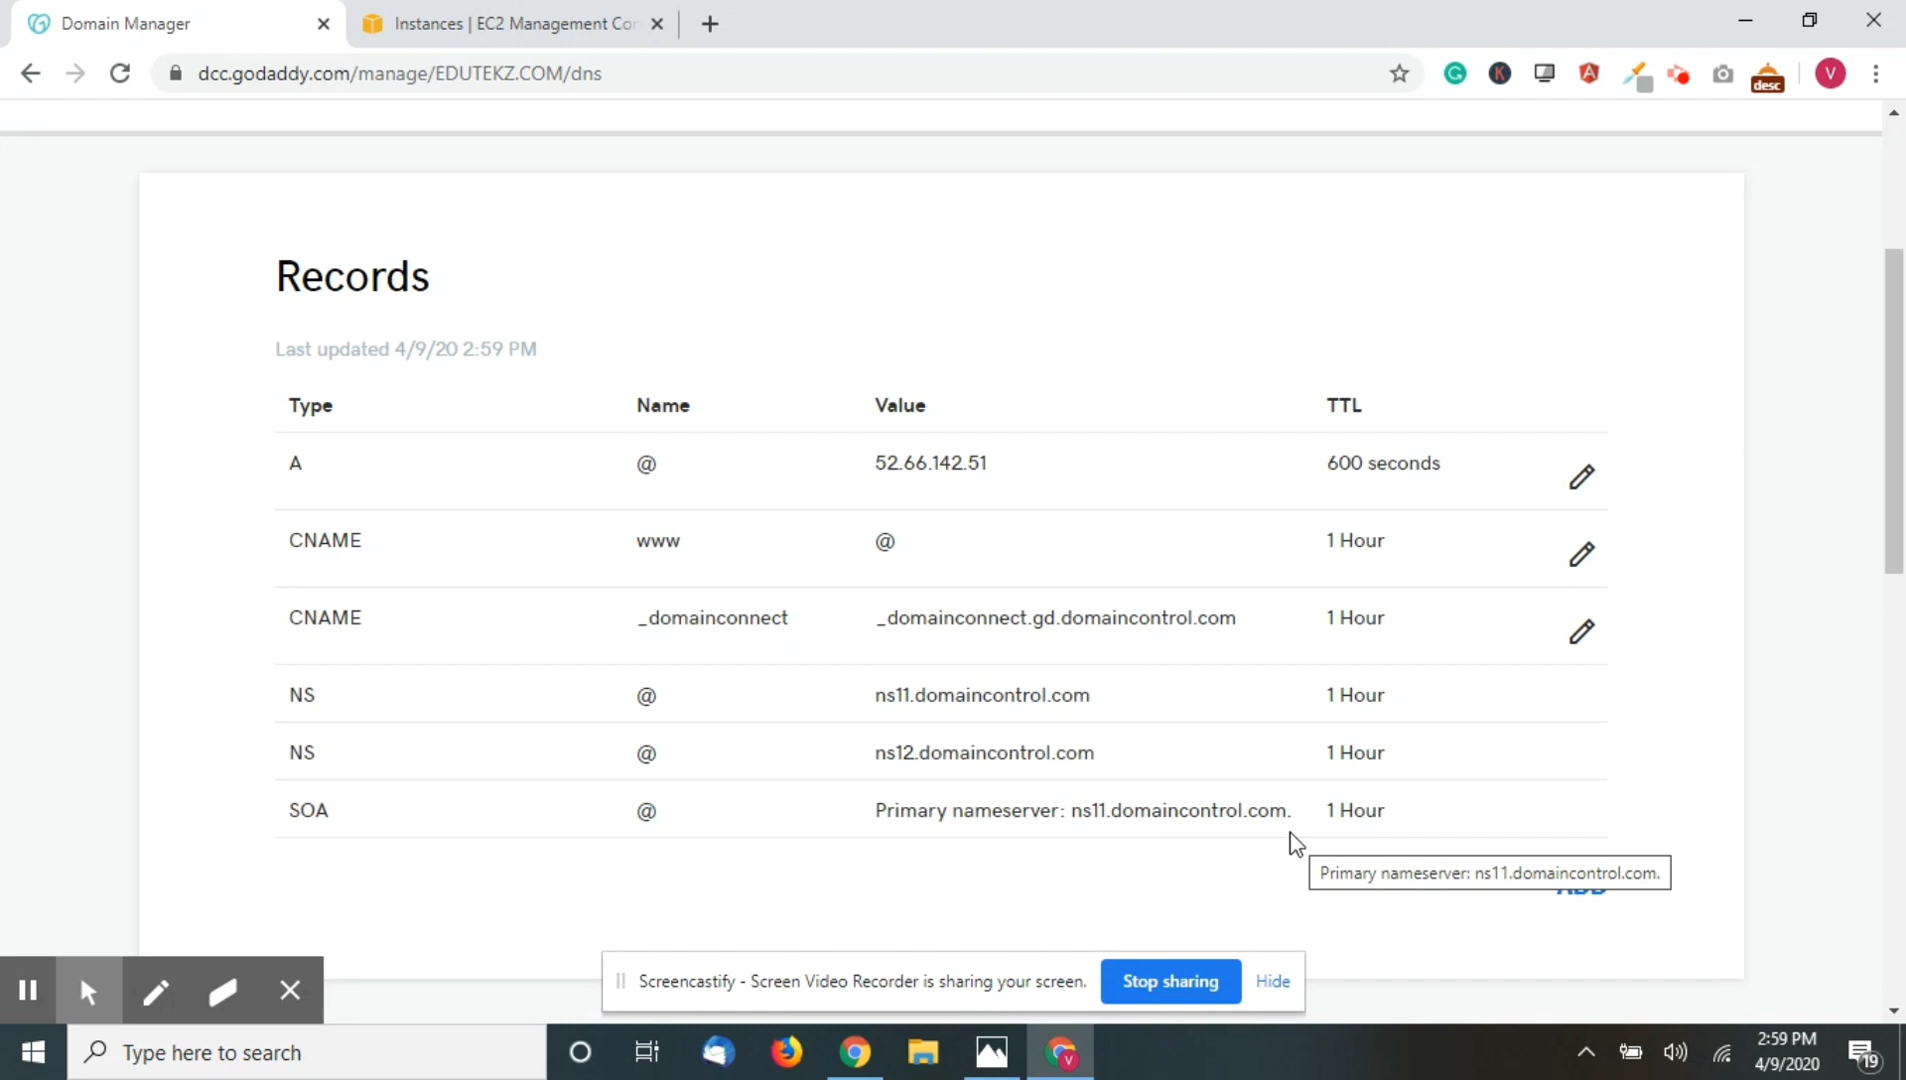 Domain Manager
Instances | EC2 Management Cor
dcc.godaddy.com/manage/EDUTEKZ.COM/dns
desc
V
Records
Last updated 4/9/20 2:59 PM
Type Name Value TTL
A @ 52.66.142.51 600 seconds
CNAME www @ 1 Hour
CNAME _domainconnect _domainconnect.gd.domaincontrol.com 1 Hour
NS @ ns11.domaincontrol.com 1 Hour
NS @ ns12.domaincontrol.com 1 Hour
SOA @ Primary nameserver: ns11.domaincontrol.com. 1 Hour
Primary nameserver: ns11.domaincontrol.com.
ADD
Screencastify - Screen Video Recorder is sharing your screen. Stop sharing Hide
Type here to search
V
2:59 PM
4/9/2020
19